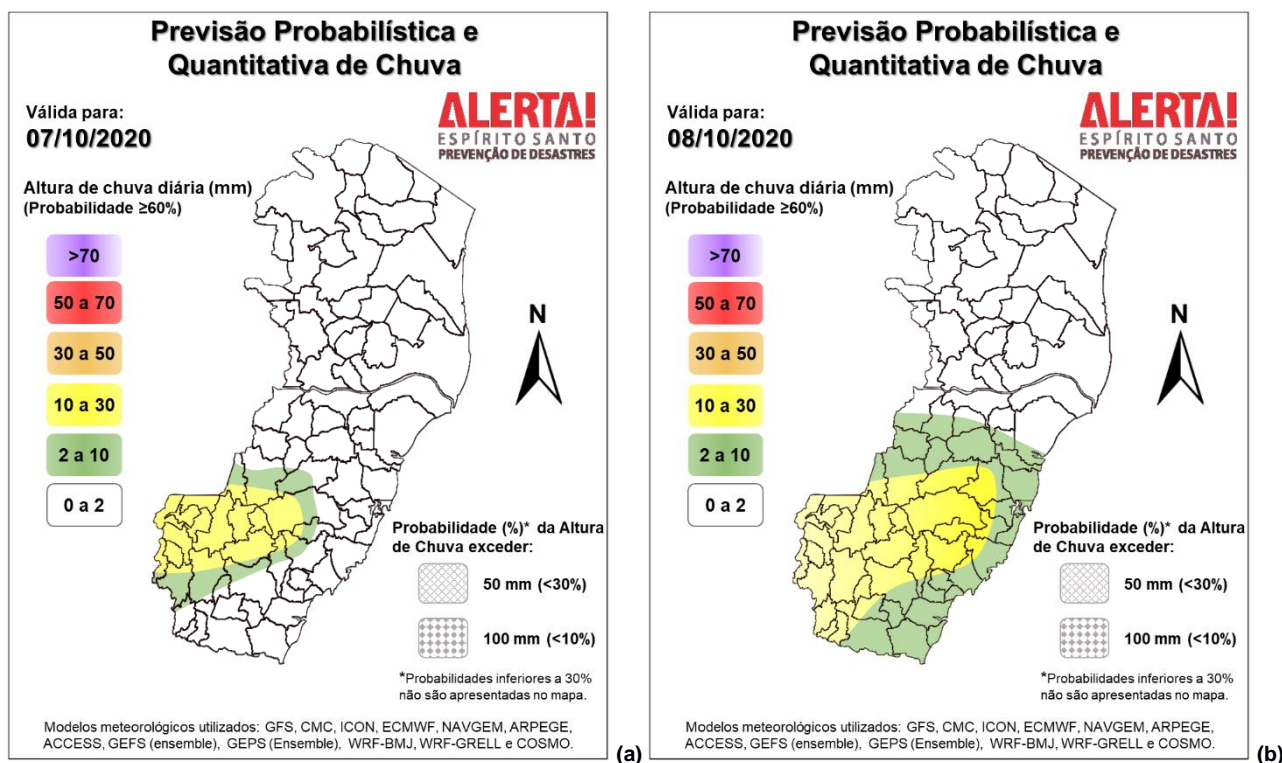 Previsão Probabilística e
Quantitativa de Chuva
Válida para:
07/10/2020
ALERTA!
ESPÍRITO SANTO
PREVENÇÃO DE DESASTRES
Altura de chuva diária (mm)
(Probabilidade ≥60%)
>70
50 a 70
30 a 50
10 a 30
2 a 10
0 a 2
N
Probabilidade (%)* da Altura
de Chuva exceder:
50 mm (<30%)
100 mm (<10%)
*Probabilidades inferiores a 30%
não são apresentadas no mapa.
Modelos meteorológicos utilizados: GFS, CMC, ICON, ECMWF, NAVGEM, ARPEGE,
ACCESS, GEFS (ensemble), GEPS (Ensemble), WRF-BMJ, WRF-GRELL e COSMO.
(a)
Previsão Probabilística e
Quantitativa de Chuva
Válida para:
08/10/2020
ALERTA!
ESPÍRITO SANTO
PREVENÇÃO DE DESASTRES
Altura de chuva diária (mm)
(Probabilidade ≥60%)
>70
50 a 70
30 a 50
10 a 30
2 a 10
0 a 2
N
Probabilidade (%)* da Altura
de Chuva exceder:
50 mm (<30%)
100 mm (<10%)
*Probabilidades inferiores a 30%
não são apresentadas no mapa.
Modelos meteorológicos utilizados: GFS, CMC, ICON, ECMWF, NAVGEM, ARPEGE,
ACCESS, GEFS (ensemble), GEPS (Ensemble), WRF-BMJ, WRF-GRELL e COSMO.
(b)